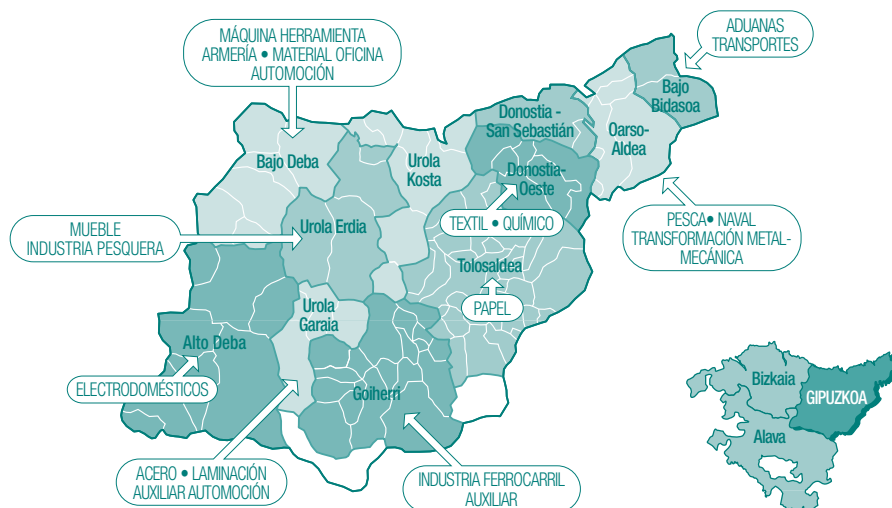 MÁQUINA HERRAMIENTA
ARMERÍA • MATERIAL OFICINA
AUTOMOCIÓN
ADUANAS
TRANSPORTES
Bajo
Bidasoa
Donostia -
San Sebastián
Oarso-
Aldea
Bajo Deba
Urola
Kosta
Donostia-
Oeste
MUEBLE
INDUSTRIA PESQUERA
Urola Erdia
TEXTIL • QUÍMICO
PESCA • NAVAL
TRANSFORMACIÓN METAL-
MECÁNICA
Tolosaldea
PAPEL
Urola
Garaia
Alto Deba
ELECTRODOMÉSTICOS
Goiherri
ACERO • LAMINACIÓN
AUXILIAR AUTOMOCIÓN
INDUSTRIA FERROCARRIL
AUXILIAR
Bizkaia
GIPUZKOA
Alava